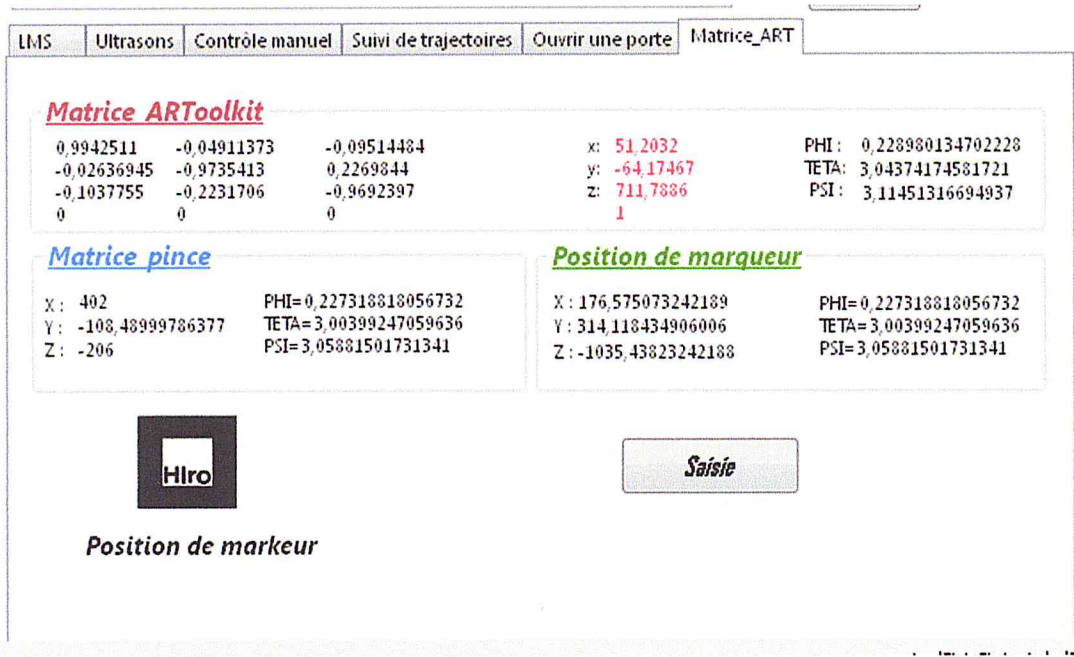 LMS Ultrasons Contrôle manuel Suivi de trajectoires Ouvrir une porte Matrice_ART
Matrice ARToolkit
0,9942511 -0,04911373 -0,09514484 x: 51,2032 PHI : 0,228980134702228
-0,02636945 -0,9735413 0,2269844 y: -64,17467 TETA: 3,04374174581721
-0,1037755 -0,2231706 -0,9692397 z: 711,7886 PSI : 3,11451316694937
0 0 0 1
Matrice pince
X : 402 PHI=0,227318818056732
Y : -108,48999786377 TETA=3,00399247059636
Z : -206 PSI=3,05881501731341
Position de marqueur
X : 176,575073242189 PHI=0,227318818056732
Y : 314,118434906006 TETA=3,00399247059636
Z :-1035,43823242188 PSI=3,05881501731341
HIro
Saisie
Position de markeur